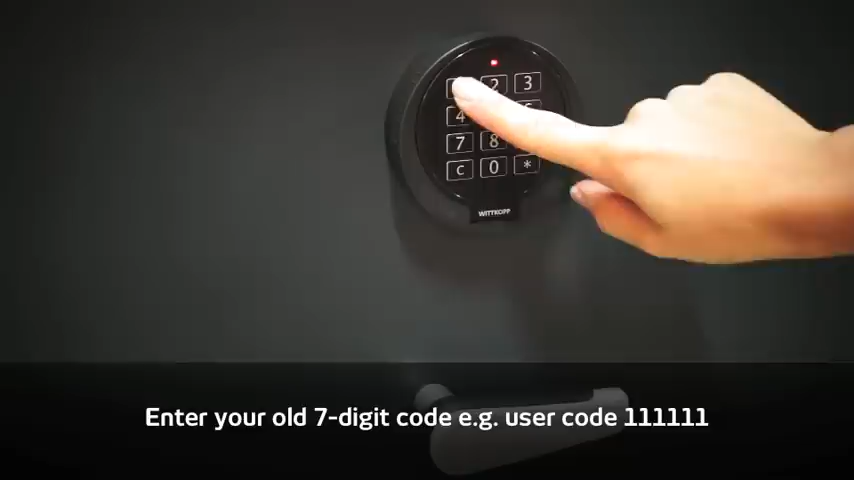 2 3
4
7 8
C 0 *
WITTKOPP
Enter your old 7-digit code e.g. user code 111111